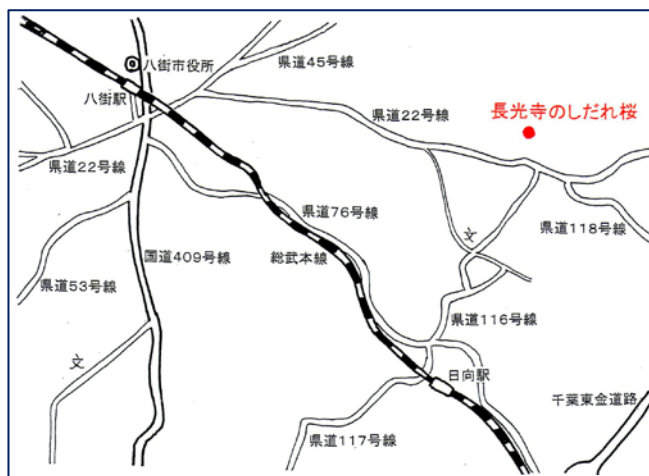 県道45号線
八街市役所
八街駅
県道22号線
長光寺のしだれ桜
県道22号線
県道76号線
県道118号線
国道409号線
総武本線
県道53号線
文
県道116号線
文
日向駅
千葉東金道路
県道117号線